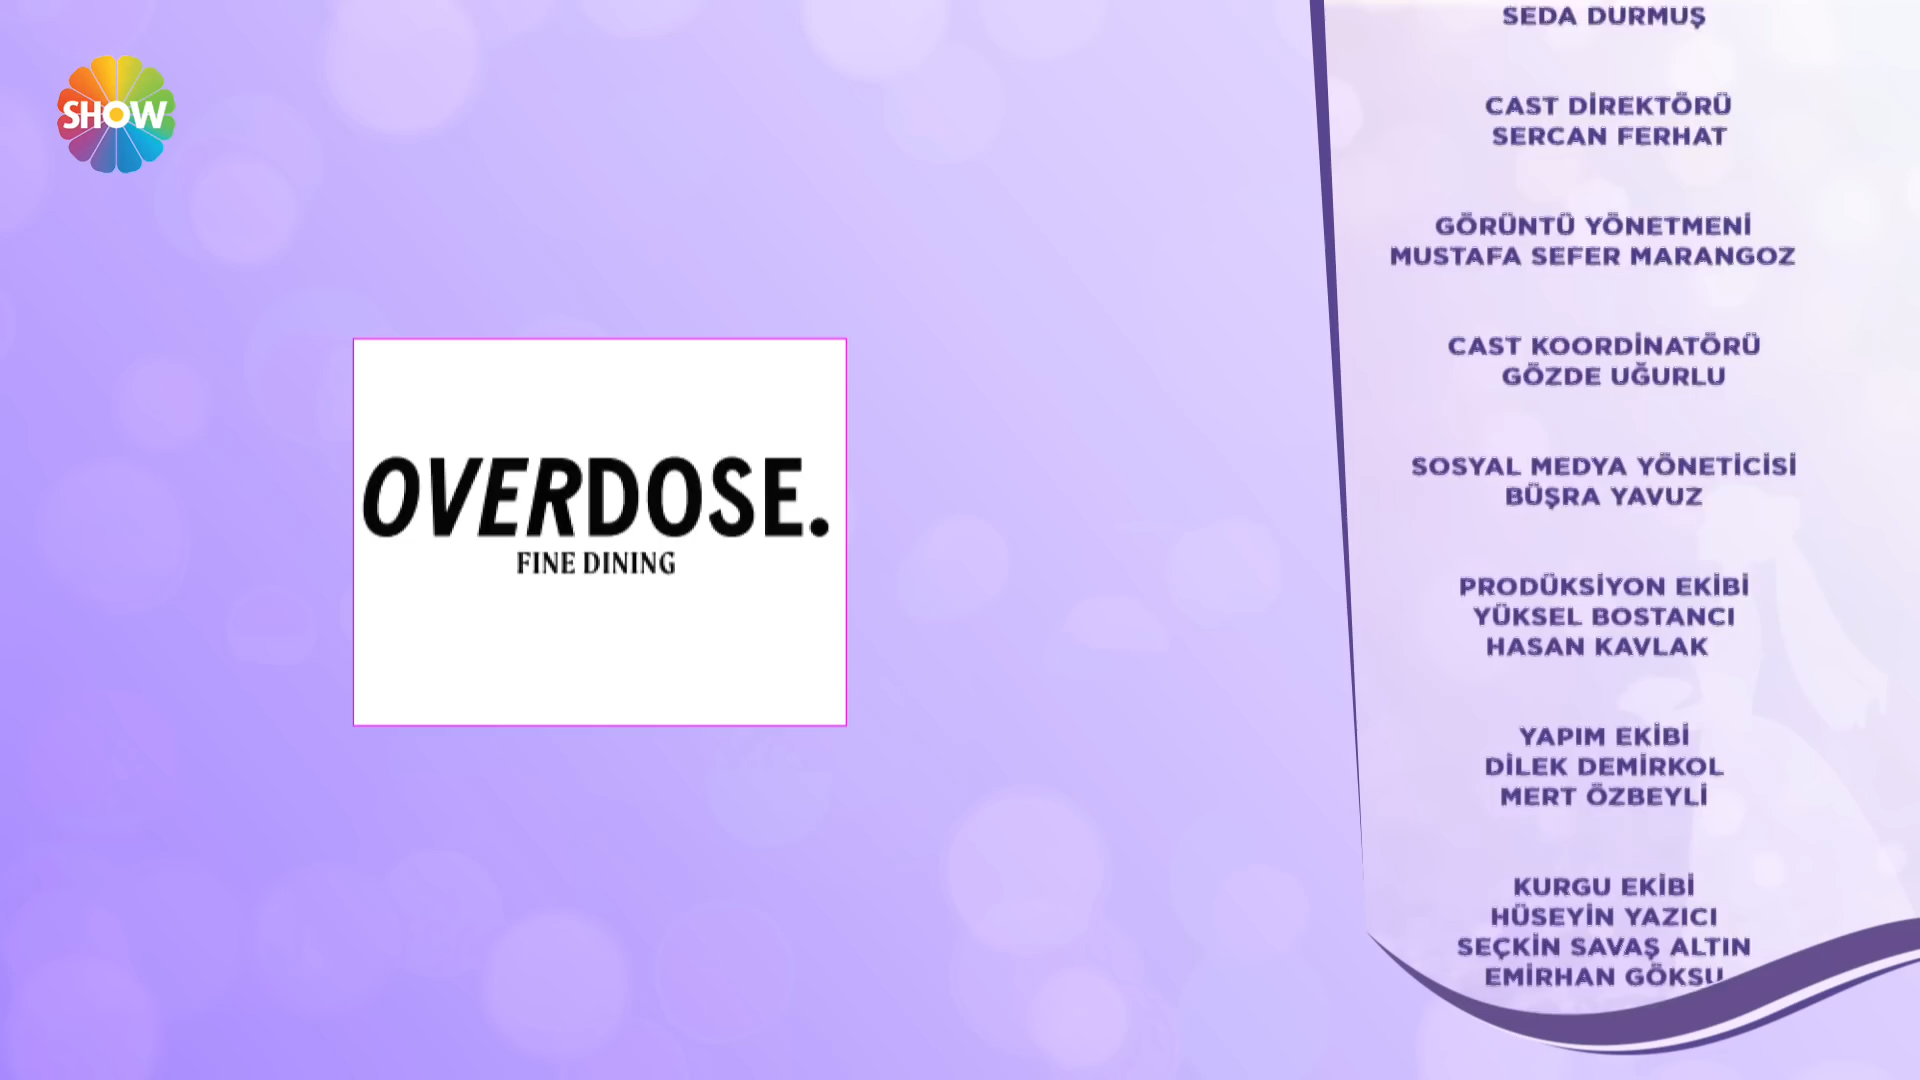 SHOW
OVERDOSE.
FINE DINING
SEDA DURMUŞ
CAST DİREKTÖRÜ
SERCAN FERHAT
GÖRÜNTÜ YÖNETMENİ
MUSTAFA SEFER MARANGOZ
CAST KOORDİNATÖRÜ
GÖZDE UĞURLU
SOSYAL MEDYA YÖNETİCİSİ
BÜŞRA YAVUZ
PRODÜKSİYON EKİBİ
YÜKSEL BOSTANCI
HASAN KAVLAK
YAPIM EKİBİ
DİLEK DEMİRKOL
MERT ÖZBEYLİ
KURGU EKİBİ
HÜSEYİN YAZICI
SEÇKİN SAVAŞ ALTIN
EMİRHAN GÖKSU